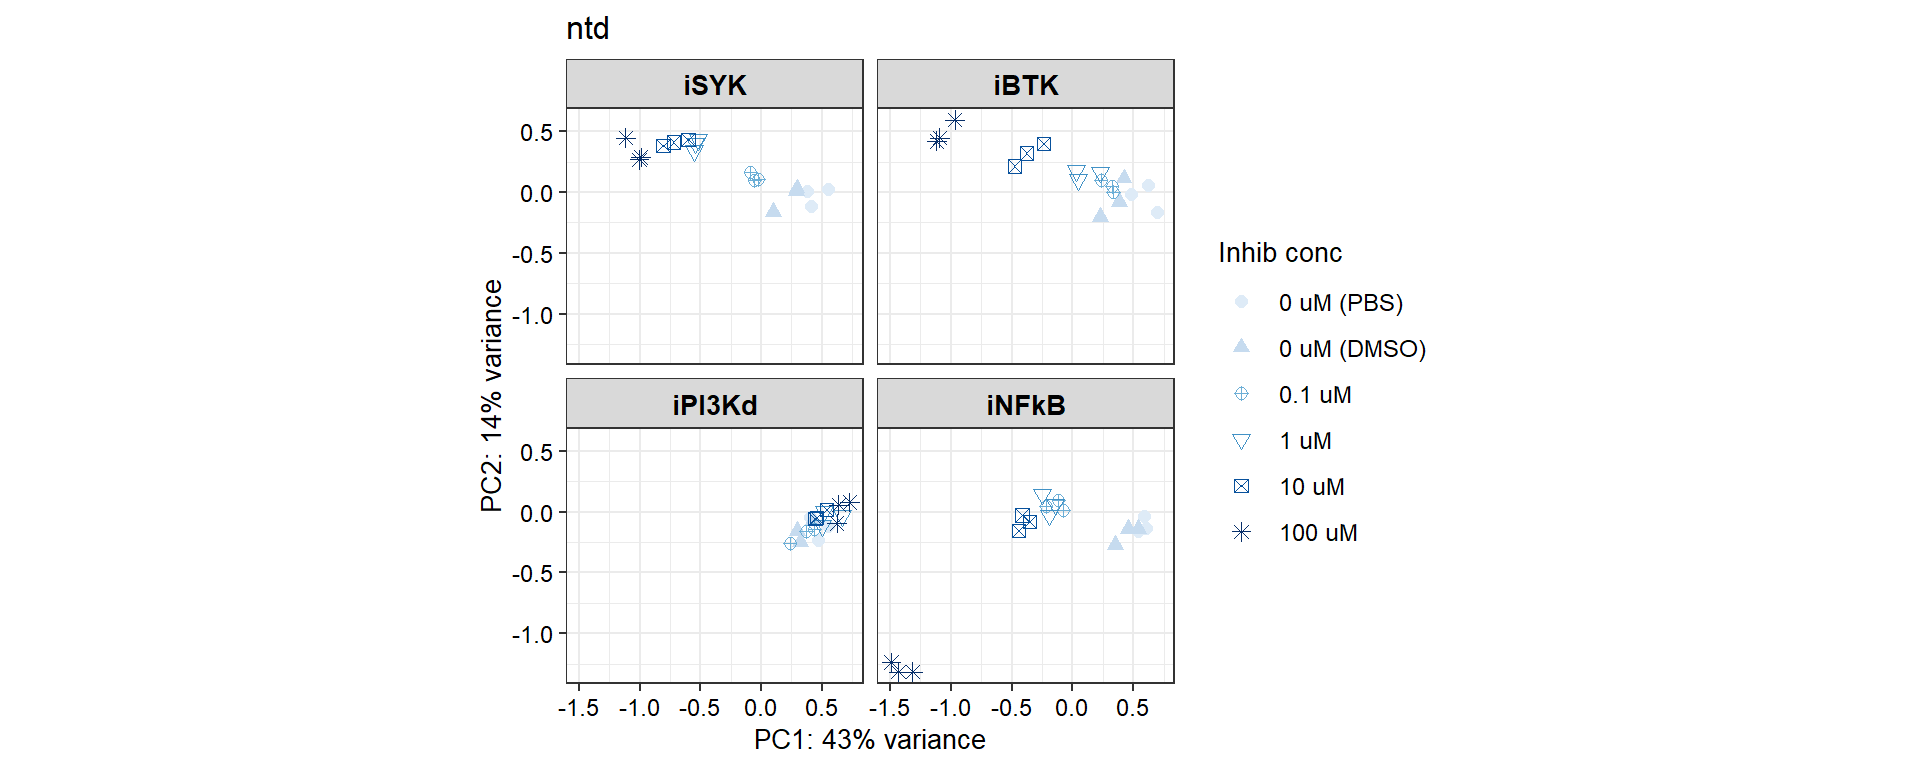 ntd
iSYK
iBTK
0.5
0.0
-0.5
-1.0
iPI3Kd
iNFkB
0.5
0.0
-0.5
-1.0
-1.5 -1.0 -0.5 0.0 0.5
-1.5 -1.0 -0.5 0.0 0.5
PC1: 43% variance
PC2: 14% variance
Inhib conc
0 uM (PBS)
0 uM (DMSO)
0.1 uM
1 uM
10 uM
100 uM